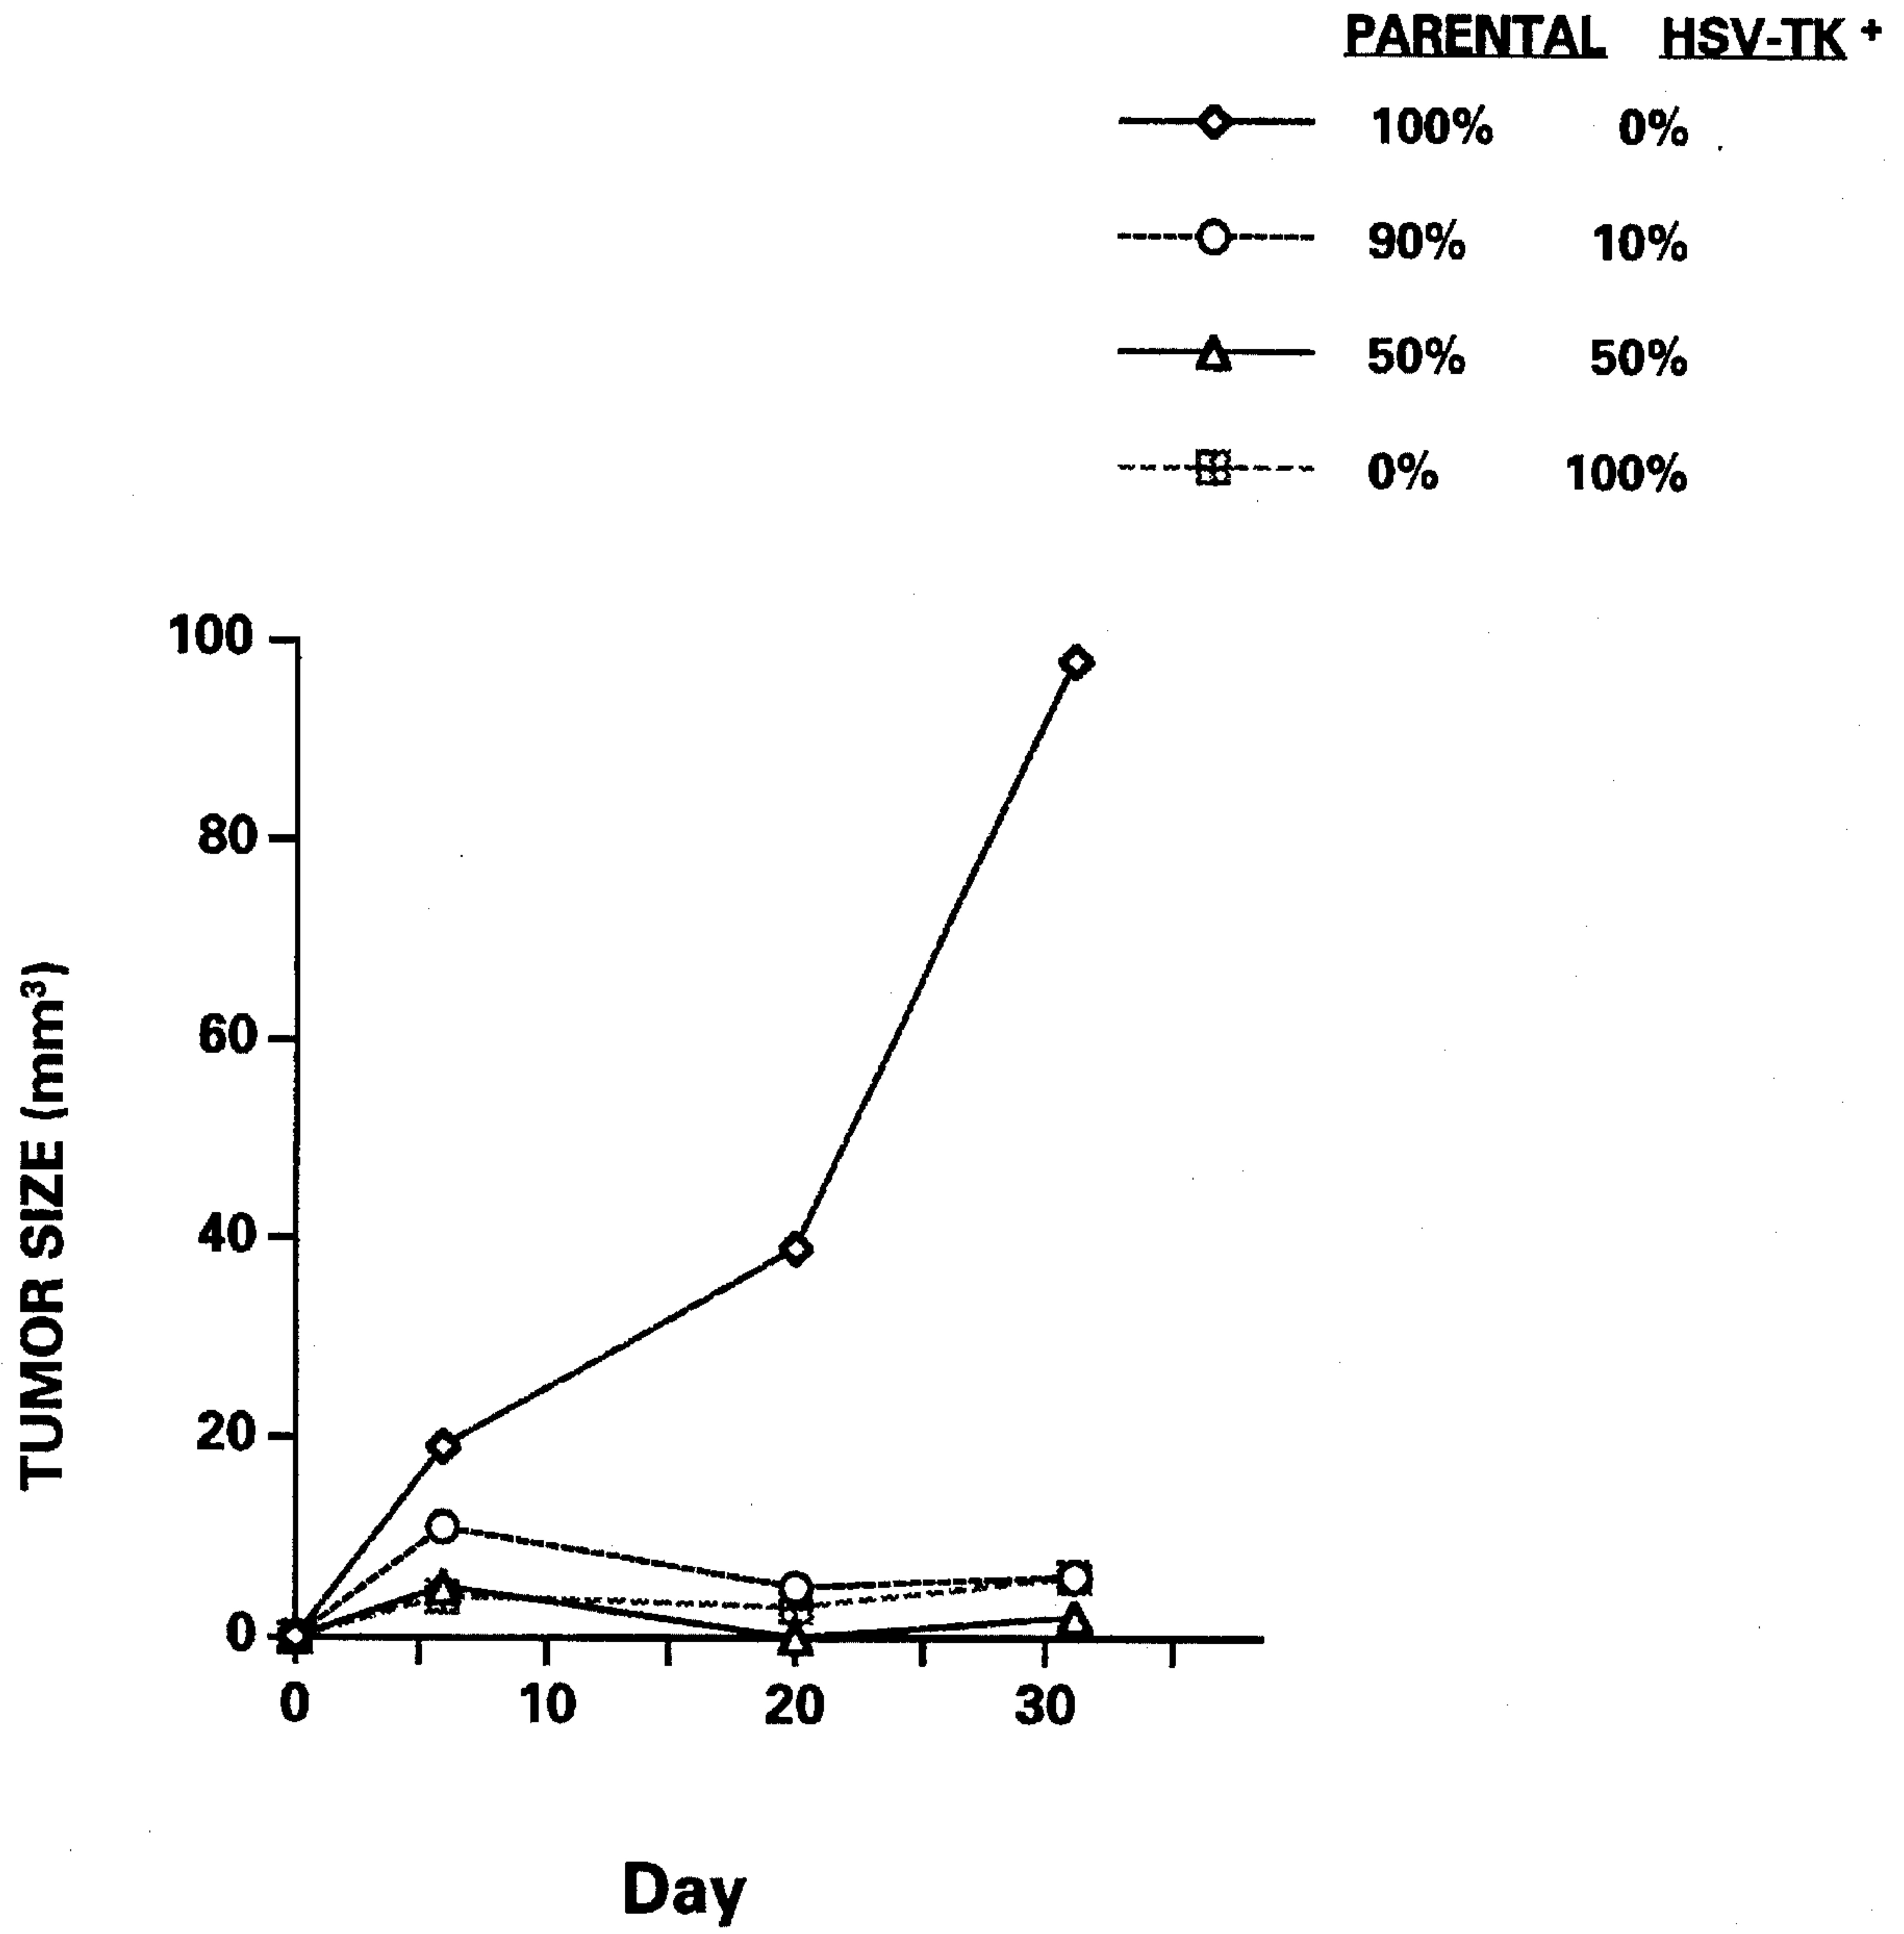 PARENTAL HSV-TK +
100% 0%
90% 10%
50% 50%
0% 100%
100
80
60
40
20
0
TUMOR SIZE (mm³)
0 10 20 30
Day